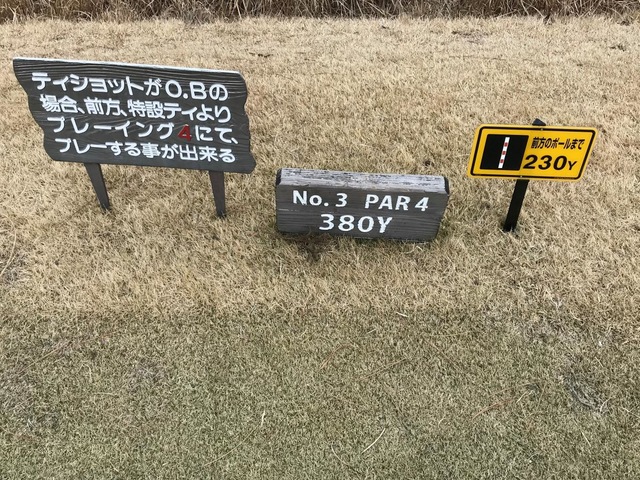 ティショットがO.Bの
場合、前方、特設ティより
プレーイング4にて、
プレーする事が出来る
No.3 PAR4
380Y
前方のポールまで
230Y